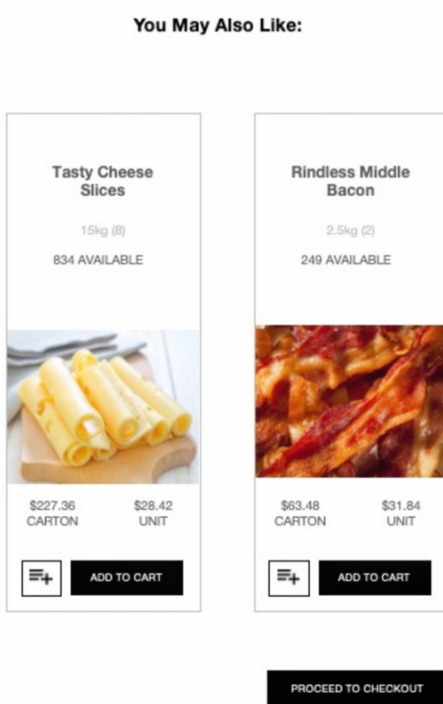 You May Also Like:
Tasty Cheese
Slices
15kg (8)
834 AVAILABLE
$227.36
CARTON
$28.42
UNIT
ADD TO CART
Rindless Middle
Bacon
2.5kg (2)
249 AVAILABLE
$63.48
CARTON
$31.84
UNIT
ADD TO CART
PROCEED TO CHECKOUT